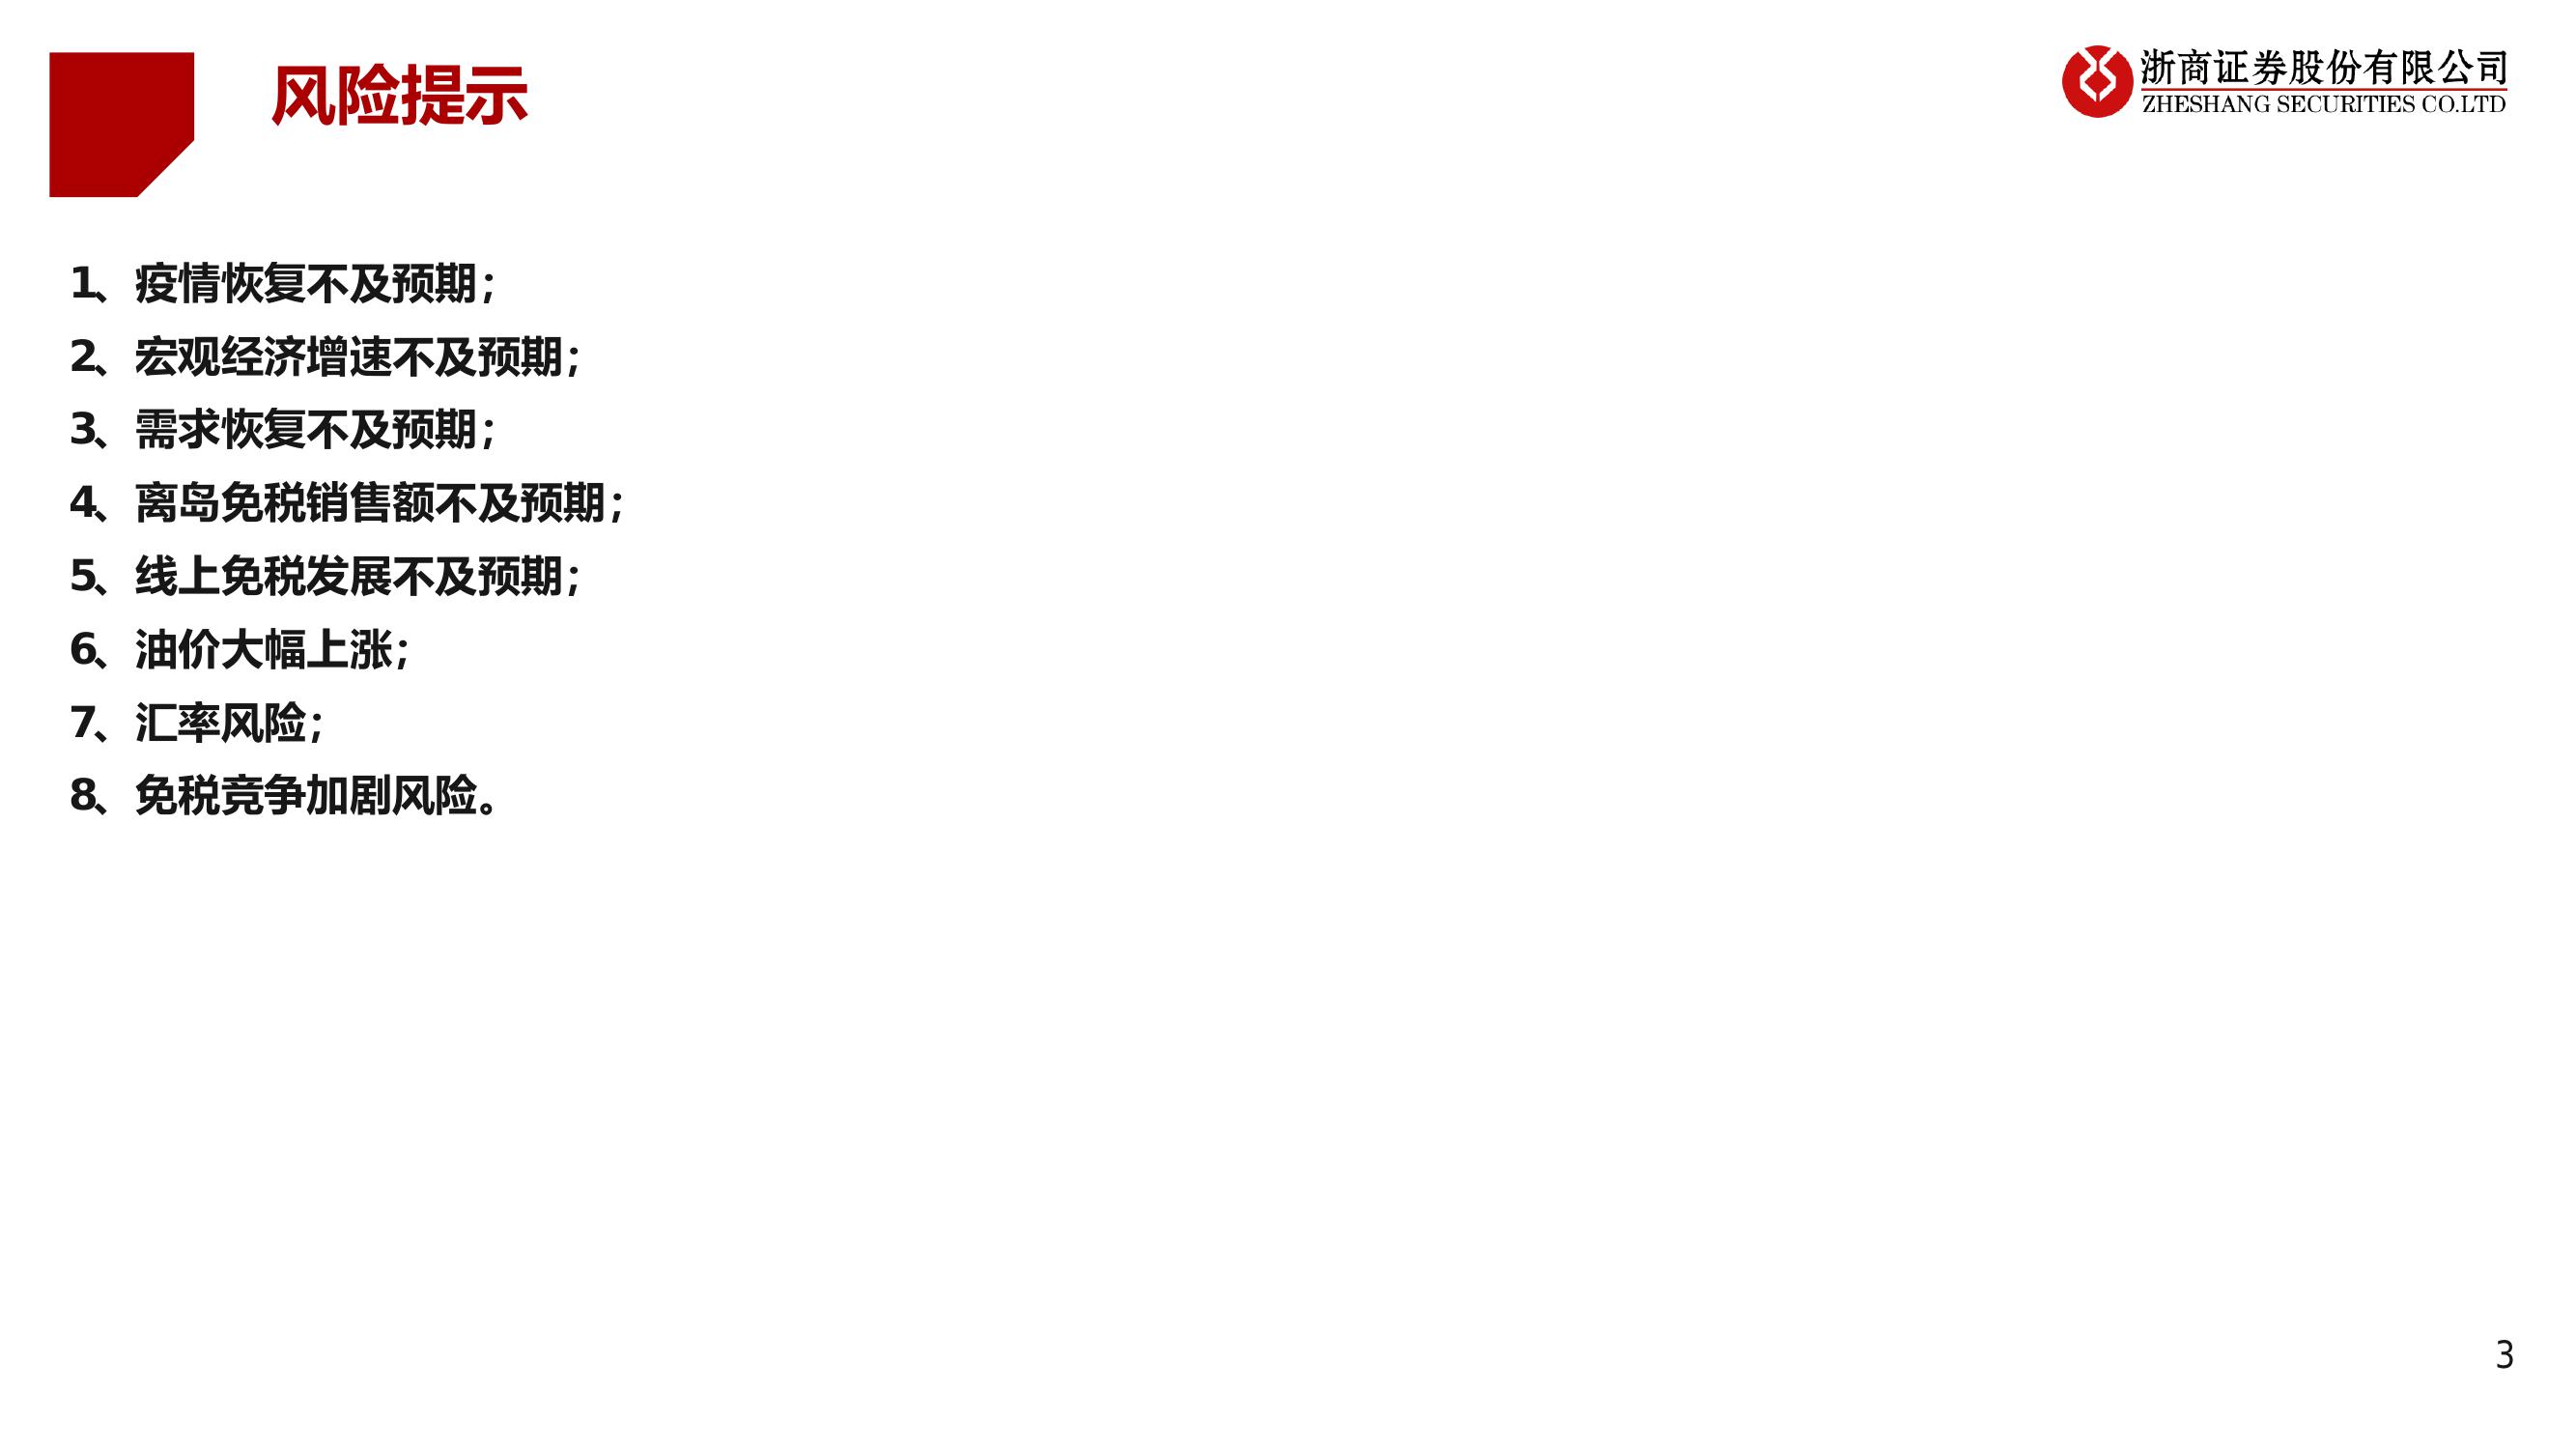 风险提示
浙商证券股份有限公司
ZHESHANG SECURITIES CO.LTD
1、疫情恢复不及预期；
2、宏观经济增速不及预期；
3、需求恢复不及预期；
4、离岛免税销售额不及预期；
5、线上免税发展不及预期；
6、油价大幅上涨；
7、汇率风险；
8、免税竞争加剧风险。
3